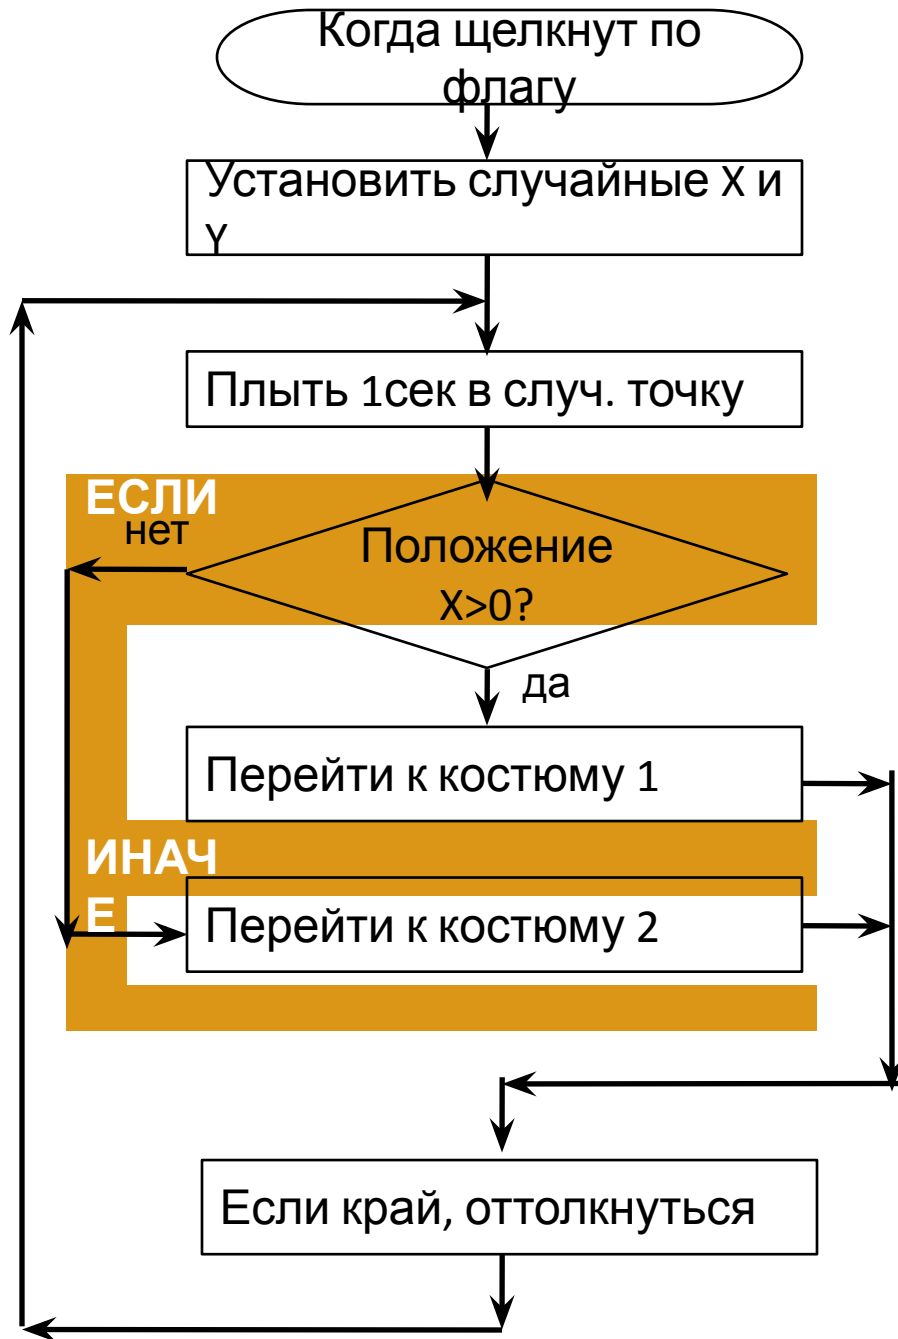 Когда щелкнут по
флагу
Установить случайные X и
Y
Плыть 1сек в случ. точку
ЕСЛИ
нет
Положение
X>0?
да
Перейти к костюму 1
ИНАЧ
Е
Перейти к костюму 2
Если край, оттолкнуться